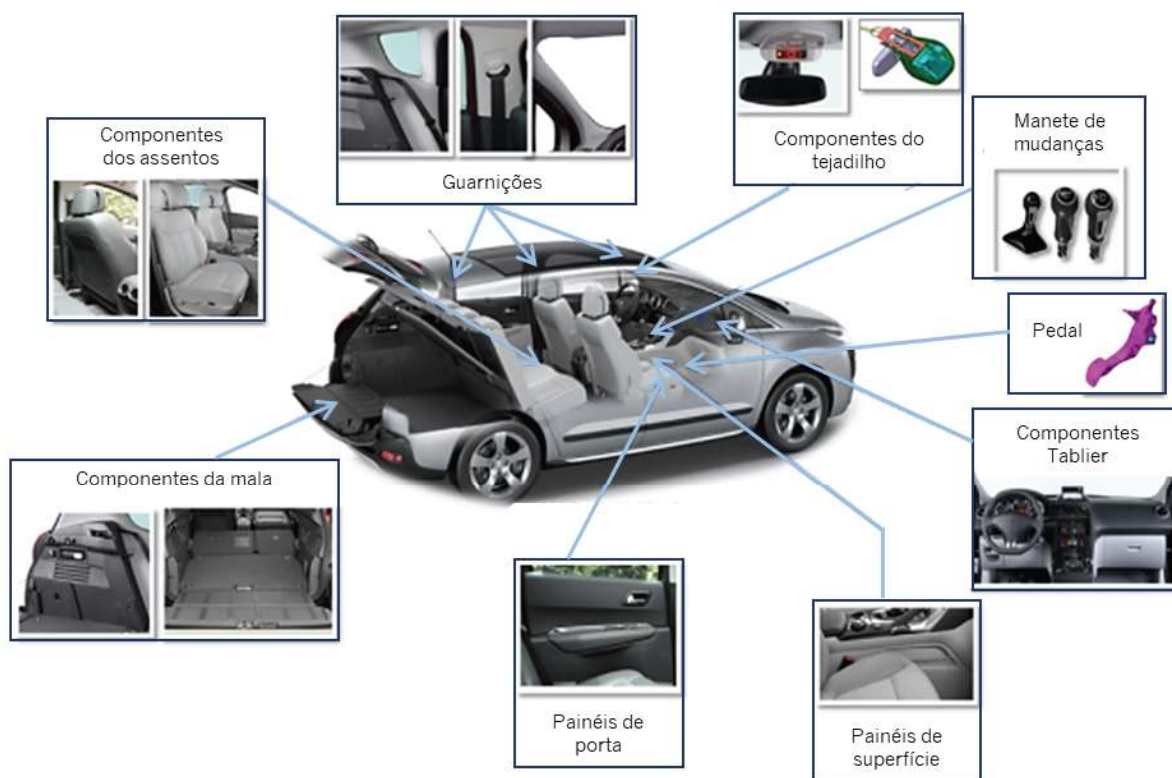 Componentes
dos assentos
Guarnições
Componentes do
tejadilho
Manete de
mudanças
Pedal
Componentes
Tablier
Componentes da mala
Painéis de
porta
Painéis de
superfície